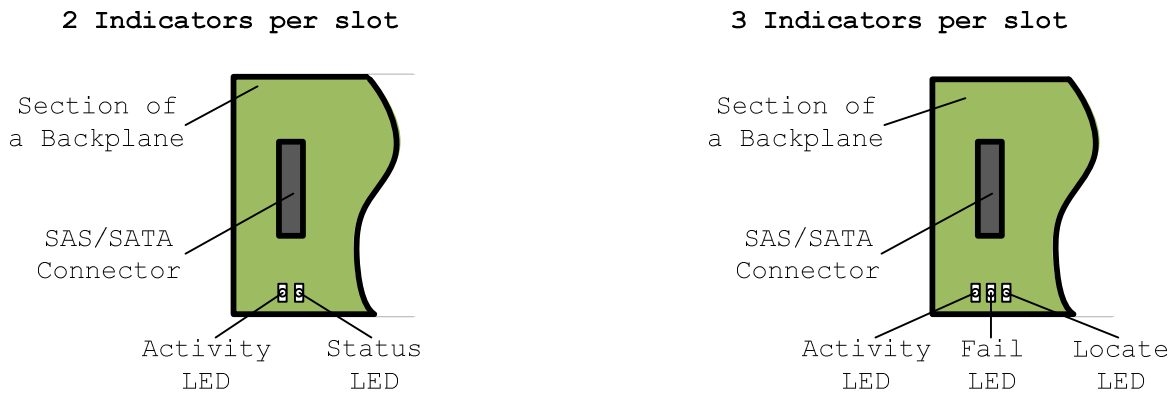 2 Indicators per slot
Section of
a Backplane
SAS/SATA
Connector
Activity
LED
Status
LED
3 Indicators per slot
Section of
a Backplane
SAS/SATA
Connector
Activity
LED
Fail
LED
Locate
LED